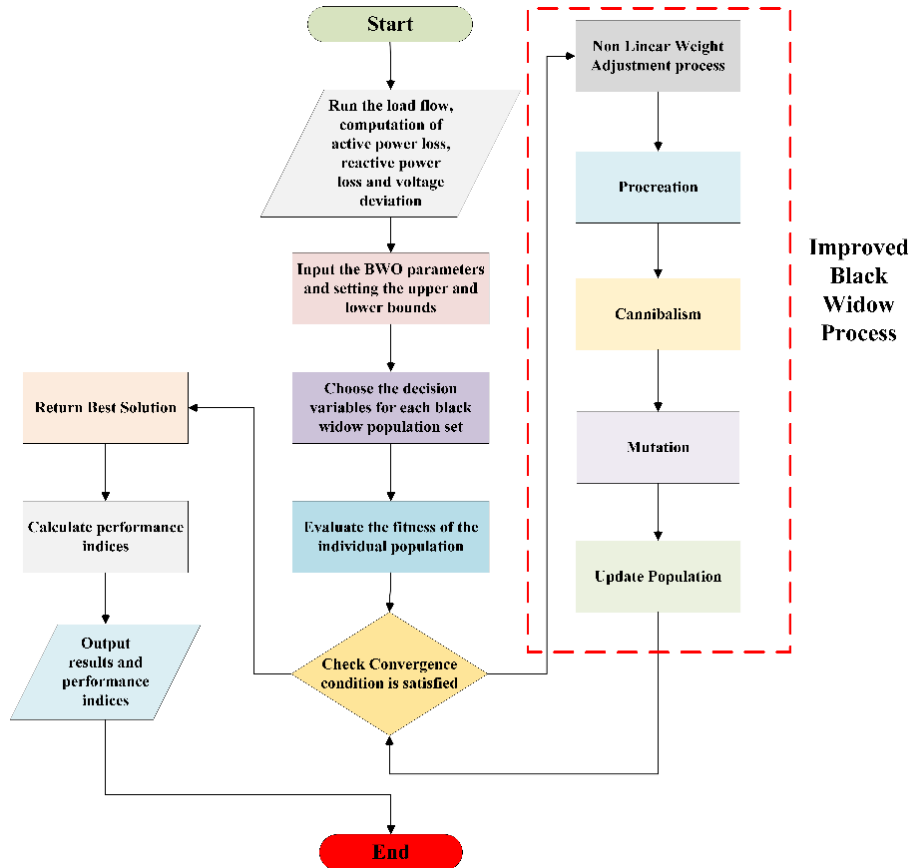 Start
Run the load flow,
computation of
active power loss,
reactive power
loss and voltage
deviation
Input the BWO parameters
and setting the upper and
lower bounds
Choose the decision
variables for each black
widow population set
Evaluate the fitness of the
individual population
Check Convergence
condition is satisfied
Return Best Solution
Calculate performance
indices
Output
results and
performance
indices
End
Non Linear Weight
Adjustment process
Procreation
Cannibalism
Mutation
Update Population
Improved
Black
Widow
Process